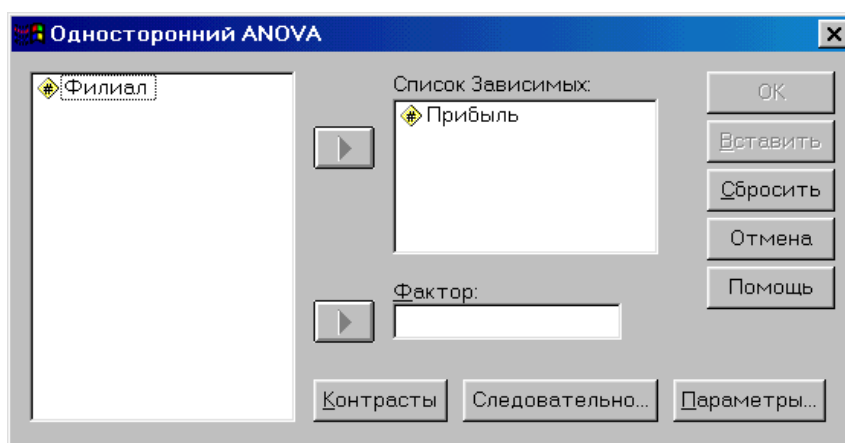 Односторонний ANOVA
Филиал
Список Зависимых:
Прибыль
Фактор:
OK
Вставить
Сбросить
Отмена
Помощь
Контрасты
Следовательно...
Параметры...